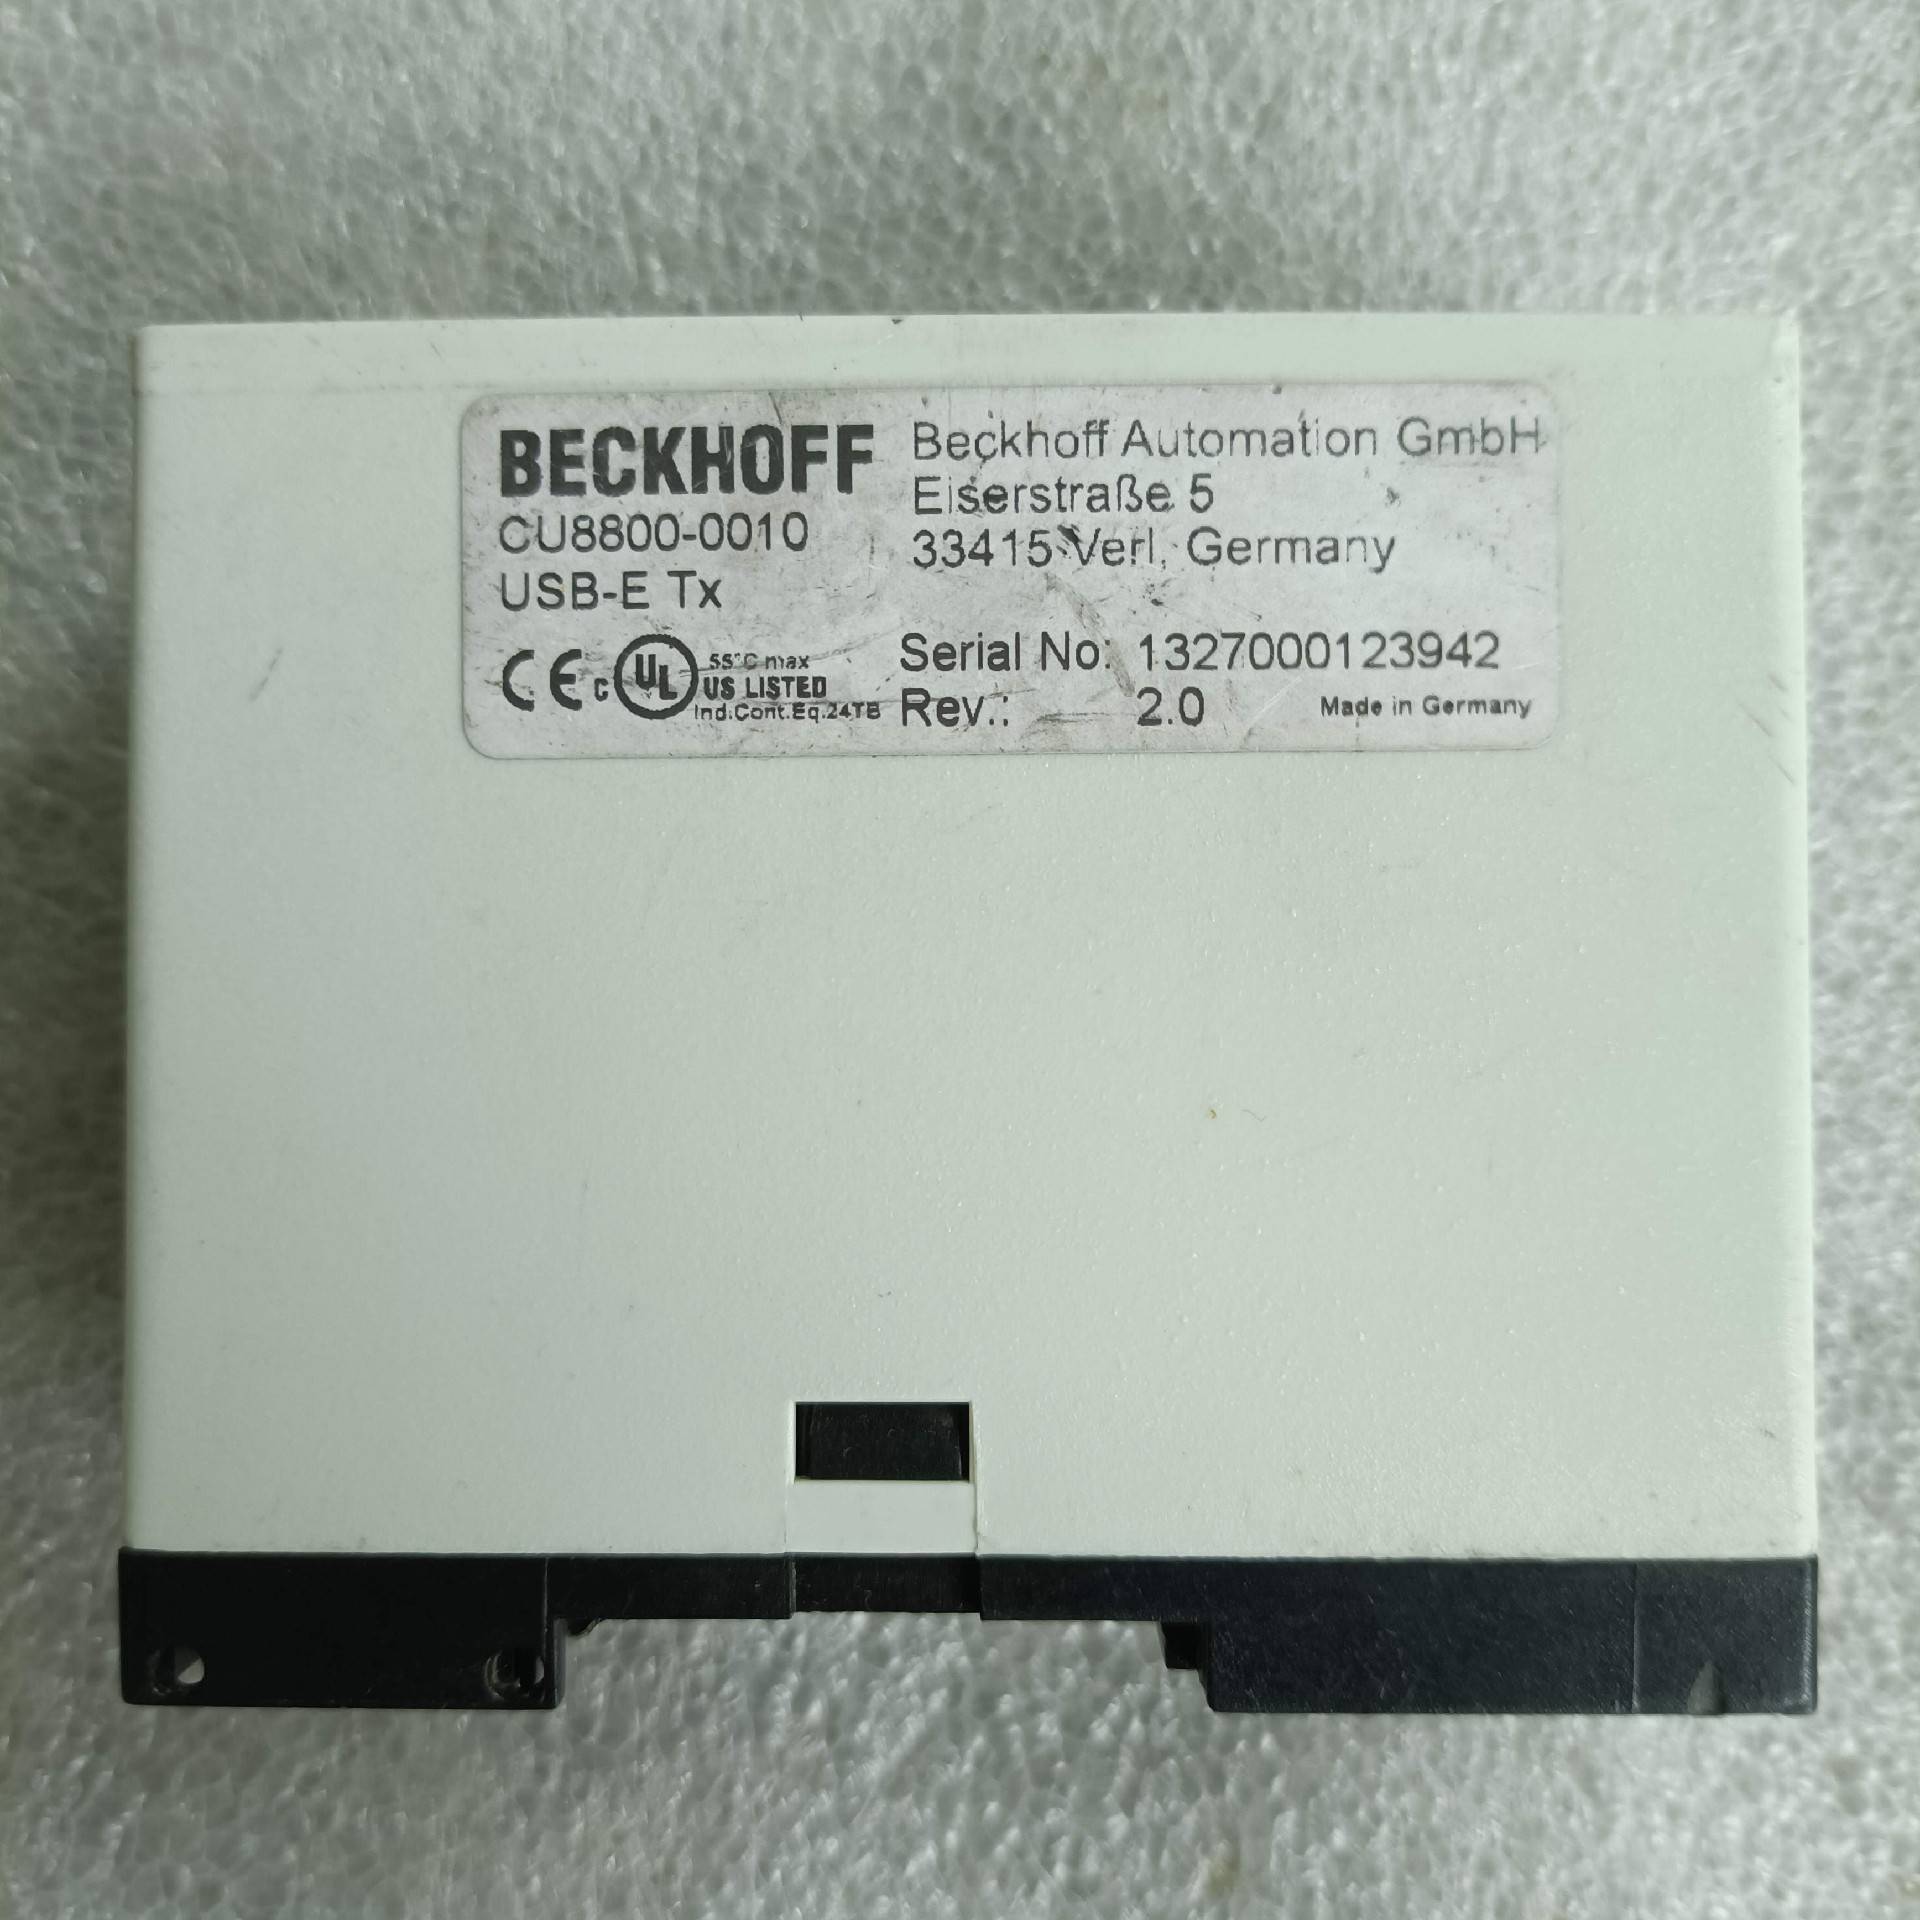 BECKHOFF
CU8800-0010
USB-E Tx
Beckhoff Automation GmbH
Eiserstraße 5
33415 Verl, Germany
CE c UL US LISTED
55°C max
Ind.Cont.Eq.24TB
Serial No: 1327000123942
Rev.: 2.0
Made in Germany